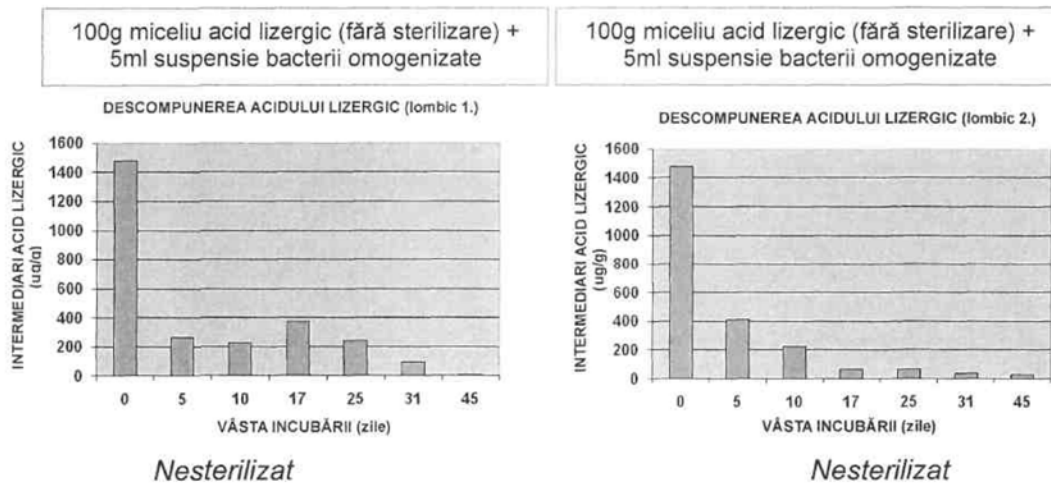 100g miceliu acid lizergic (fără sterilizare) +
5ml suspensie bacterii omogenizate
DESCOMPUNEREA ACIDULUI LIZERGIC (lombic 1.)
INTERMEDIARI ACID LIZERGIC
(ug/g)
1600
1400
1200
1000
800
600
400
200
0
0 5 10 17 25 31 45
VÂSTA INCUBĂRII (zile)
Nesterilizat
100g miceliu acid lizergic (fără sterilizare) +
5ml suspensie bacterii omogenizate
DESCOMPUNEREA ACIDULUI LIZERGIC (lombic 2.)
INTERMEDIARI ACID LIZERGIC
(ug/g)
1600
1400
1200
1000
800
600
400
200
0
0 5 10 17 25 31 45
VÂSTA INCUBĂRII (zile)
Nesterilizat